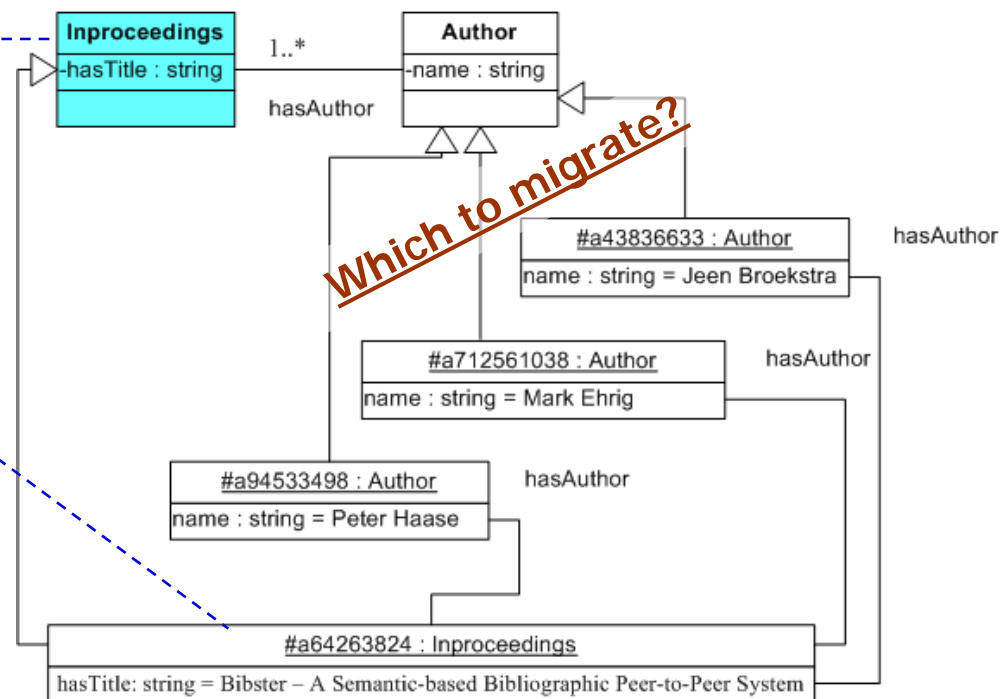 Inproceedings
-hasTitle : string
1..*
hasAuthor
Author
-name : string
Which to migrate?
#a43836633 : Author
name : string = Jeen Broekstra
hasAuthor
#a712561038 : Author
name : string = Mark Ehrig
hasAuthor
#a94533498 : Author
name : string = Peter Haase
hasAuthor
#a64263824 : Inproceedings
hasTitle: string = Bibster – A Semantic-based Bibliographic Peer-to-Peer System